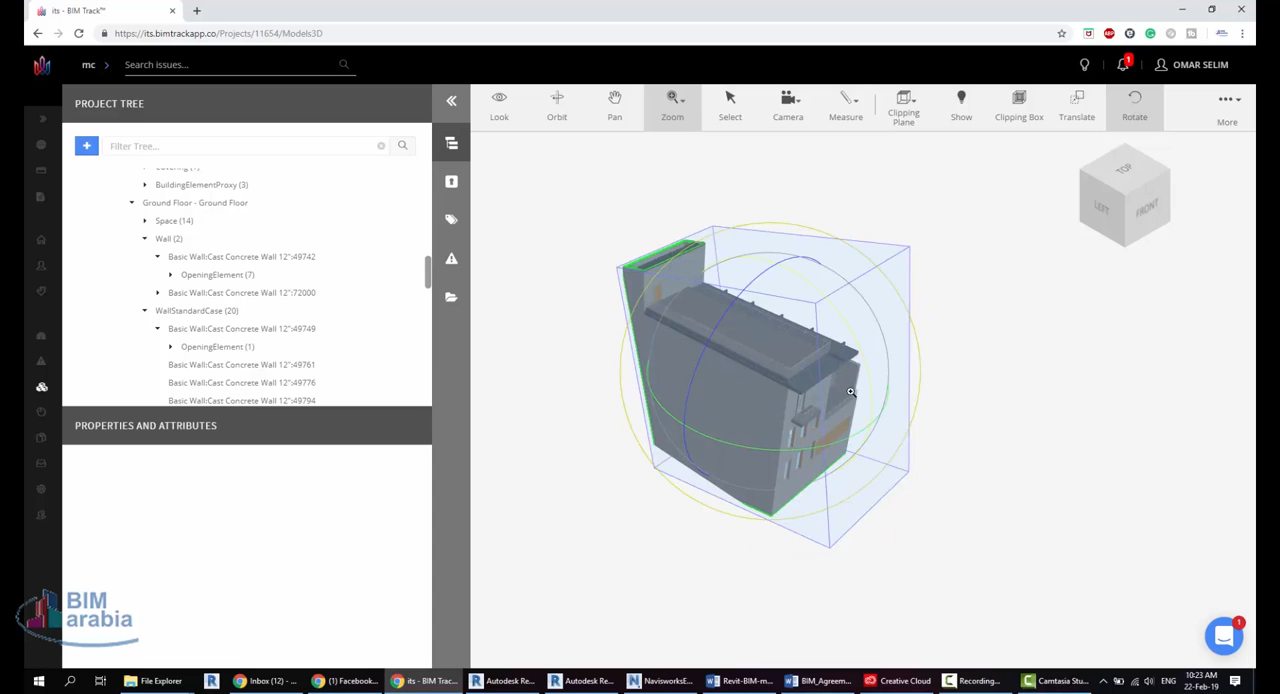 its - BIM Track™
https://its.bimtrackapp.co/Projects/11654/Models3D
mc
Search issues...
1
OMAR SELIM
PROJECT TREE
Filter Tree...
BuildingElementProxy (3)
Ground Floor - Ground Floor
Space (14)
Wall (2)
Basic Wall:Cast Concrete Wall 12":49742
OpeningElement (7)
Basic Wall:Cast Concrete Wall 12":72000
WallStandardCase (20)
Basic Wall:Cast Concrete Wall 12":49749
OpeningElement (1)
Basic Wall:Cast Concrete Wall 12":49761
Basic Wall:Cast Concrete Wall 12":49776
Basic Wall:Cast Concrete Wall 12":49794
PROPERTIES AND ATTRIBUTES
Look
Orbit
Pan
Zoom
Select
Camera
Measure
Clipping Plane
Show
Clipping Box
Translate
Rotate
More
TOP
LEFT
FRONT
BIM
arabia
1
File Explorer
Inbox (12) - ...
(1) Facebook...
its - BIM Trac...
Autodesk Re...
Autodesk Re...
NavisworksE...
Revit-BIM-m...
BIM_Agreem...
Creative Cloud
Recording...
Camtasia Stu...
ENG
10:23 AM
22-Feb-19